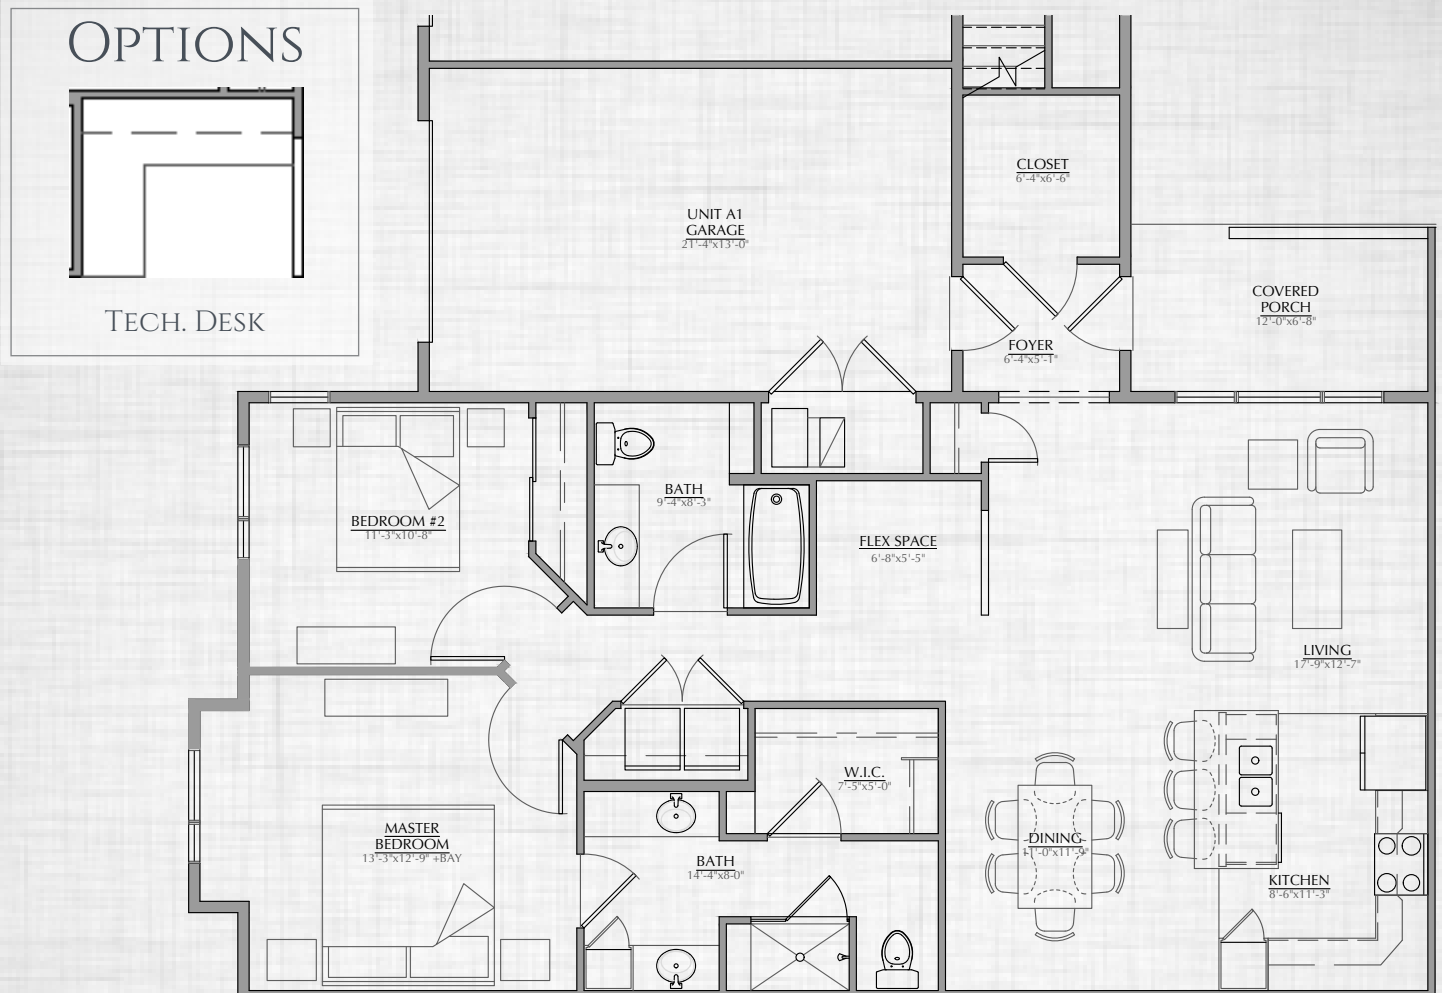 OPTIONS
TECH. DESK
UNIT A1
GARAGE
21'-4"x13'-0"
CLOSET
6'-4"x6'-6"
COVERED
PORCH
12'-0"x6'-8"
FOYER
6'-4"x5'-1"
BEDROOM #2
11'-3"x10'-8"
BATH
9'-4"x8'-3"
FLEX SPACE
6'-8"x5'-5"
LIVING
17'-9"x12'-7"
W.I.C.
7'-5"x5'-0"
MASTER
BEDROOM
13'-3"x12'-9" +BAY
BATH
14'-4"x8-0"
DINING
11'-0"x11'-9"
KITCHEN
8'-6"x11'-3"